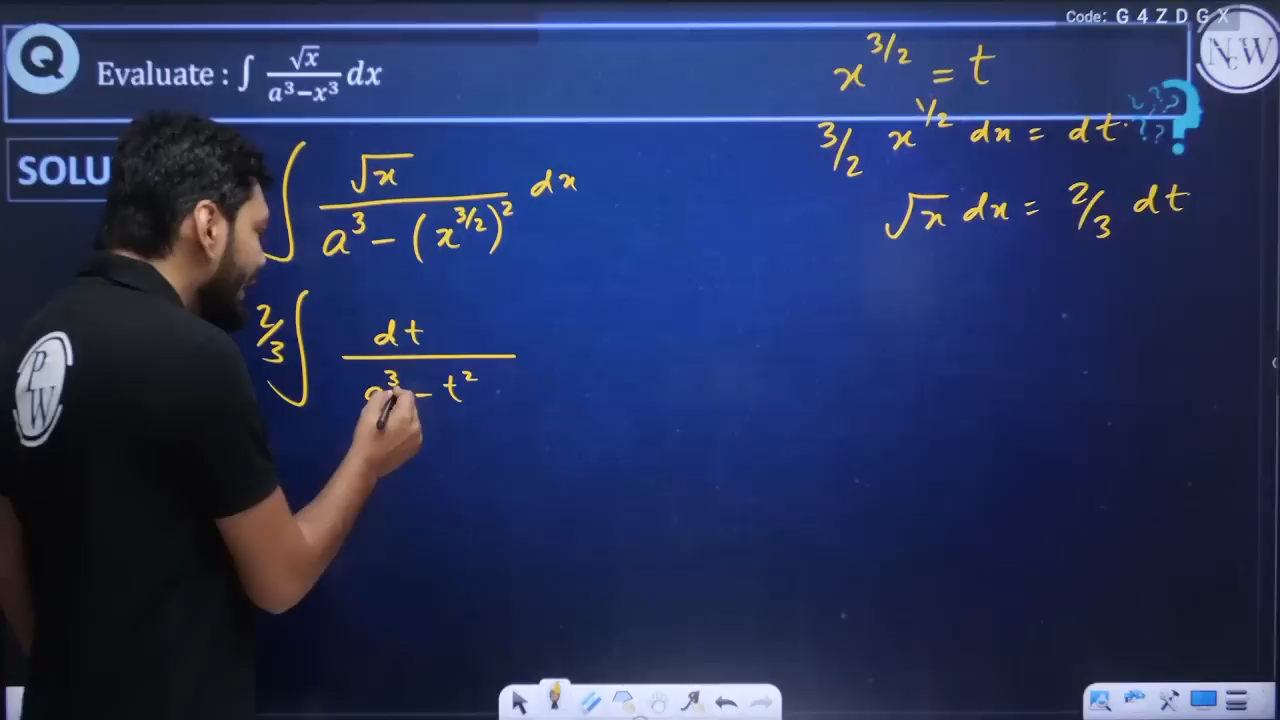 Code: G 4 Z D G X
Q
Evaluate : ∫ √x / (a³−x³) dx
NcW
SOLU
∫ √x / (a³ − (x^{3/2})²) dx
2/3 ∫ dt / (a³ − t²)
x^{3/2} = t
3/2 x^{1/2} dx = dt.
√x dx = 2/3 dt
P
W